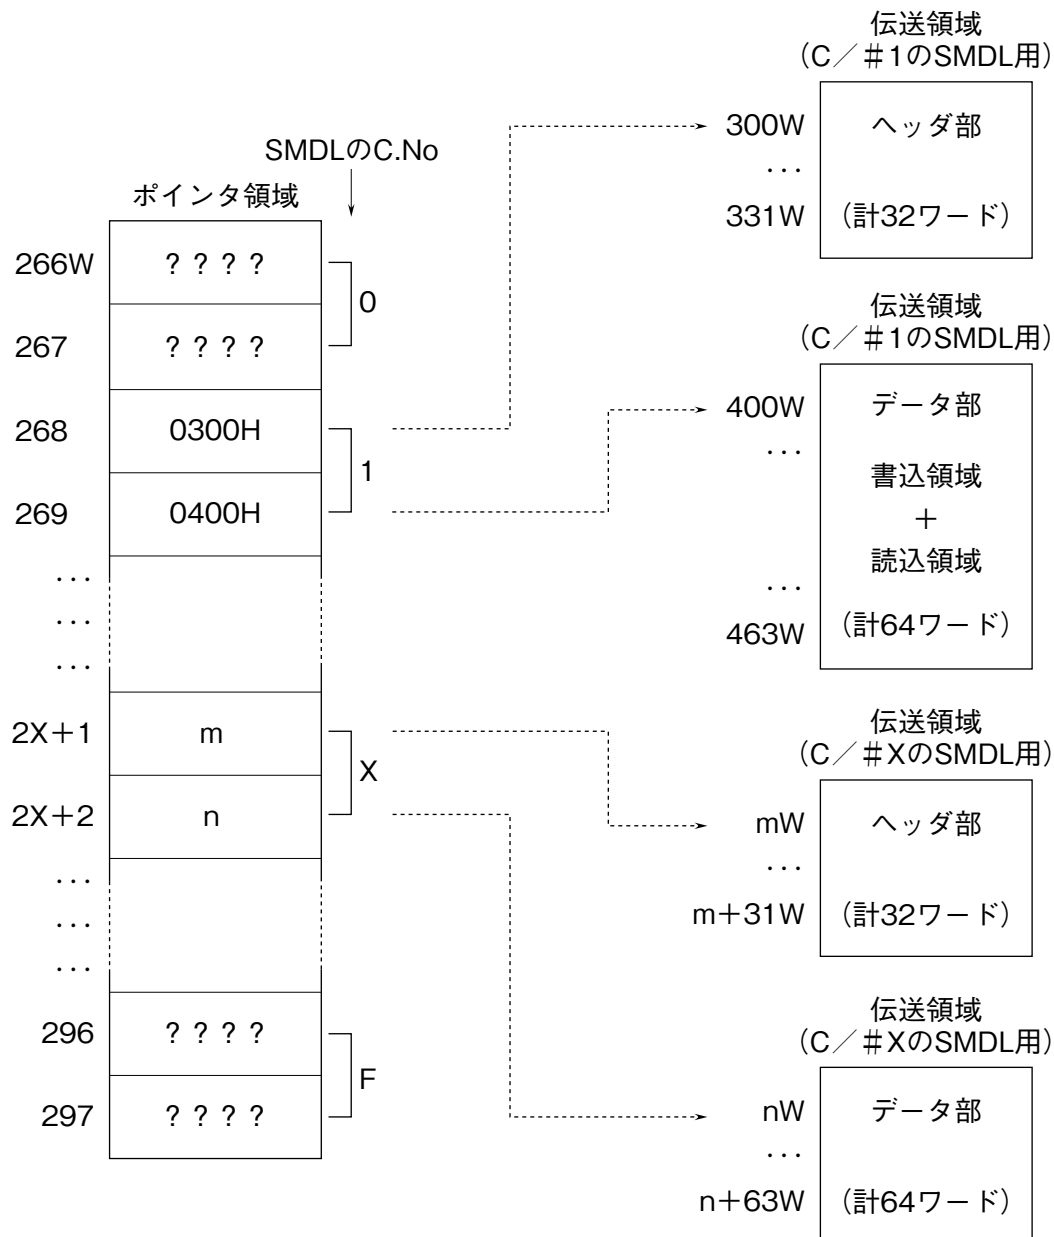 SMDLのC.No
ポインタ領域
266W
? ? ? ?
0
267
? ? ? ?
268
0300H
1
269
0400H
...
...
...
2X+1
m
X
2X+2
n
...
...
...
296
? ? ? ?
F
297
? ? ? ?
伝送領域
(C/#1のSMDL用)
300W
ヘッダ部
...
331W
(計32ワード)
伝送領域
(C/#1のSMDL用)
400W
データ部
...
書込領域
+
読込領域
...
463W
(計64ワード)
伝送領域
(C/#XのSMDL用)
mW
ヘッダ部
...
m+31W
(計32ワード)
伝送領域
(C/#XのSMDL用)
nW
データ部
...
n+63W
(計64ワード)